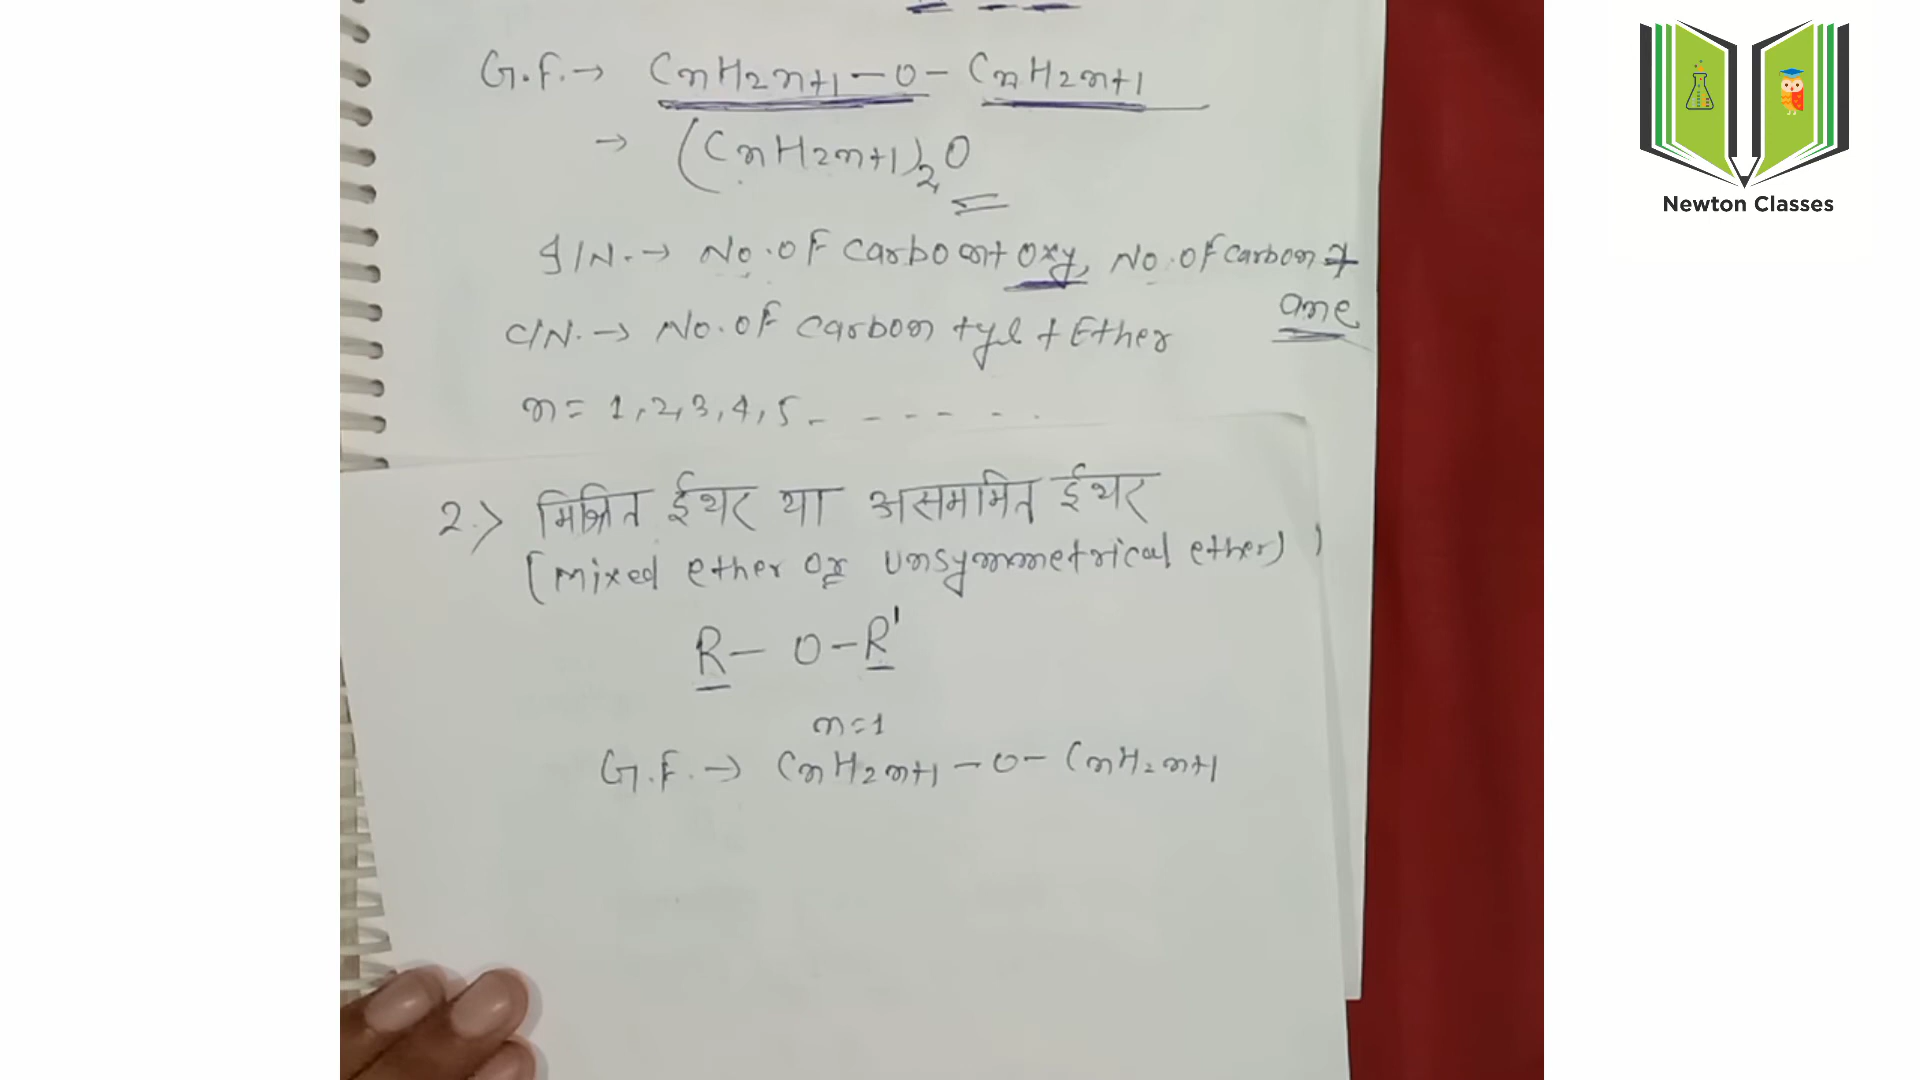 G.F. → CnH2n+1 - O - CnH2n+1
→ (CnH2n+1)2O
I/N. → No. of carbon + oxy, No. of carbon + ane
C/N. → No. of carbon + yl + Ether
n = 1, 2, 3, 4, 5 - - - - - -
2.> मिश्रित ईथर या असममित ईथर
(mixed ether or unsymmetrical ether)
R - O - R'
n=1
G.F. → CnH2n+1 - O - CnH2n+1
Newton Classes